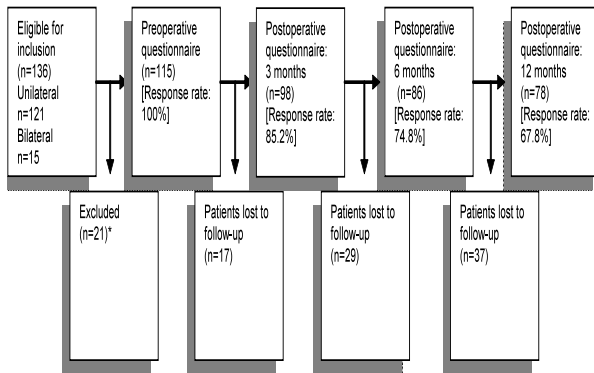 Eligible for
inclusion
(n=136)
Unilateral
n=121
Bilateral
n=15
Preoperative
questionnaire
(n=115)
[Response rate:
100%]
Postoperative
questionnaire:
3 months
(n=98)
[Response rate:
85.2%]
Postoperative
questionnaire:
6 months
(n=86)
[Response rate:
74.8%]
Postoperative
questionnaire:
12 months
(n=78)
[Response rate:
67.8%]
Excluded
(n=21)*
Patients lost to
follow-up
(n=17)
Patients lost to
follow-up
(n=29)
Patients lost to
follow-up
(n=37)